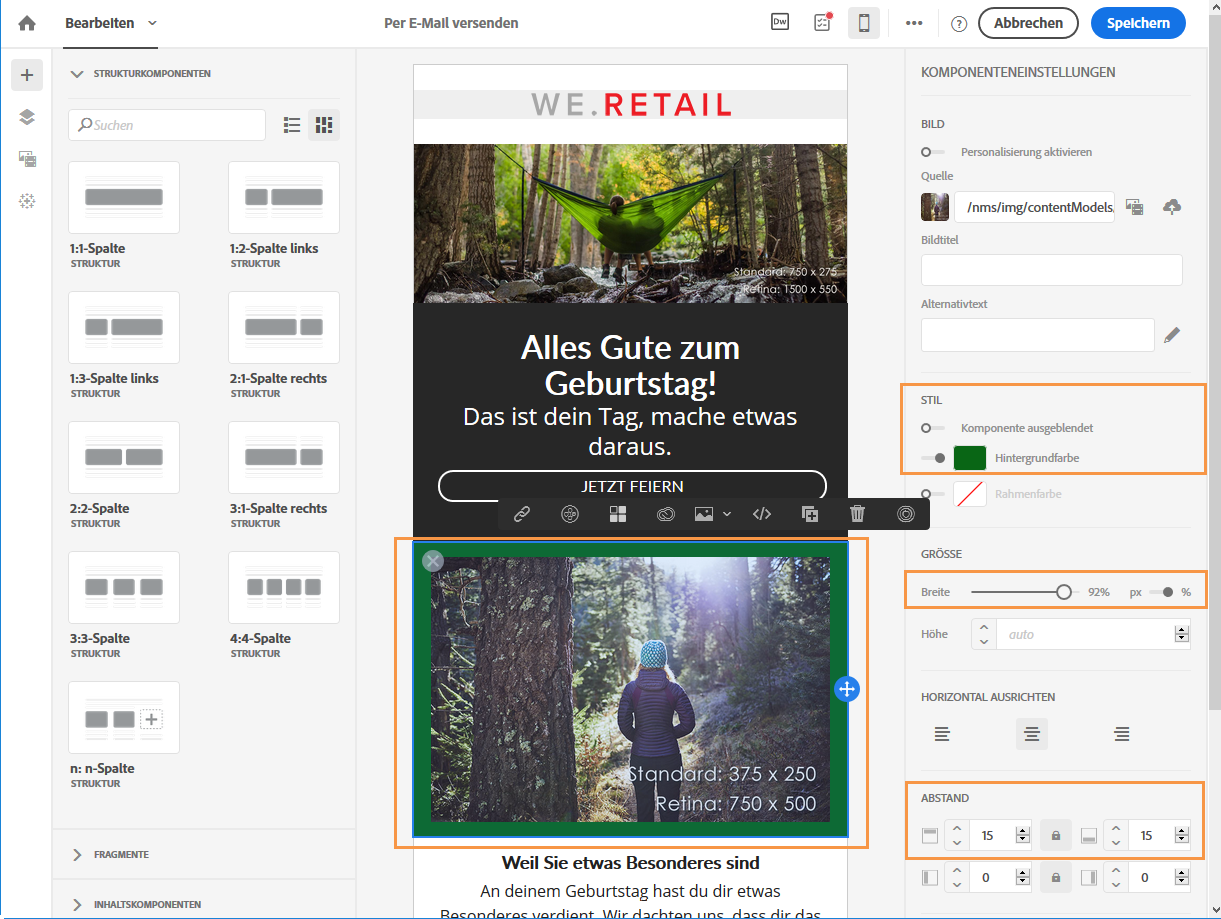 Bearbeiten
Per E-Mail versenden
Dw
Abbrechen
Speichern
STRUKTURKOMPONENTEN
Suchen
1:1-Spalte
STRUKTUR
1:2-Spalte links
STRUKTUR
1:3-Spalte links
STRUKTUR
2:1-Spalte rechts
STRUKTUR
2:2-Spalte
STRUKTUR
3:1-Spalte rechts
STRUKTUR
3:3-Spalte
STRUKTUR
4:4-Spalte
STRUKTUR
n: n-Spalte
STRUKTUR
FRAGMENTE
INHALTSKOMPONENTEN
WE.RETAIL
Standard: 750 x 275
Retina: 1500 x 550
Alles Gute zum
Geburtstag!
Das ist dein Tag, mache etwas
daraus.
JETZT FEIERN
Standard: 375 x 250
Retina: 750 x 500
Weil Sie etwas Besonderes sind
An deinem Geburtstag hast du dir etwas
Besonderes verdient. Wir dachten uns, dass dir das
KOMPONENTENEINSTELLUNGEN
BILD
Personalisierung aktivieren
Quelle
/nms/img/contentModels,
Bildtitel
Alternativtext
STIL
Komponente ausgeblendet
Hintergrundfarbe
Rahmenfarbe
GRÖSSE
Breite 92% px %
Höhe auto
HORIZONTAL AUSRICHTEN
ABSTAND
15 15
0 0